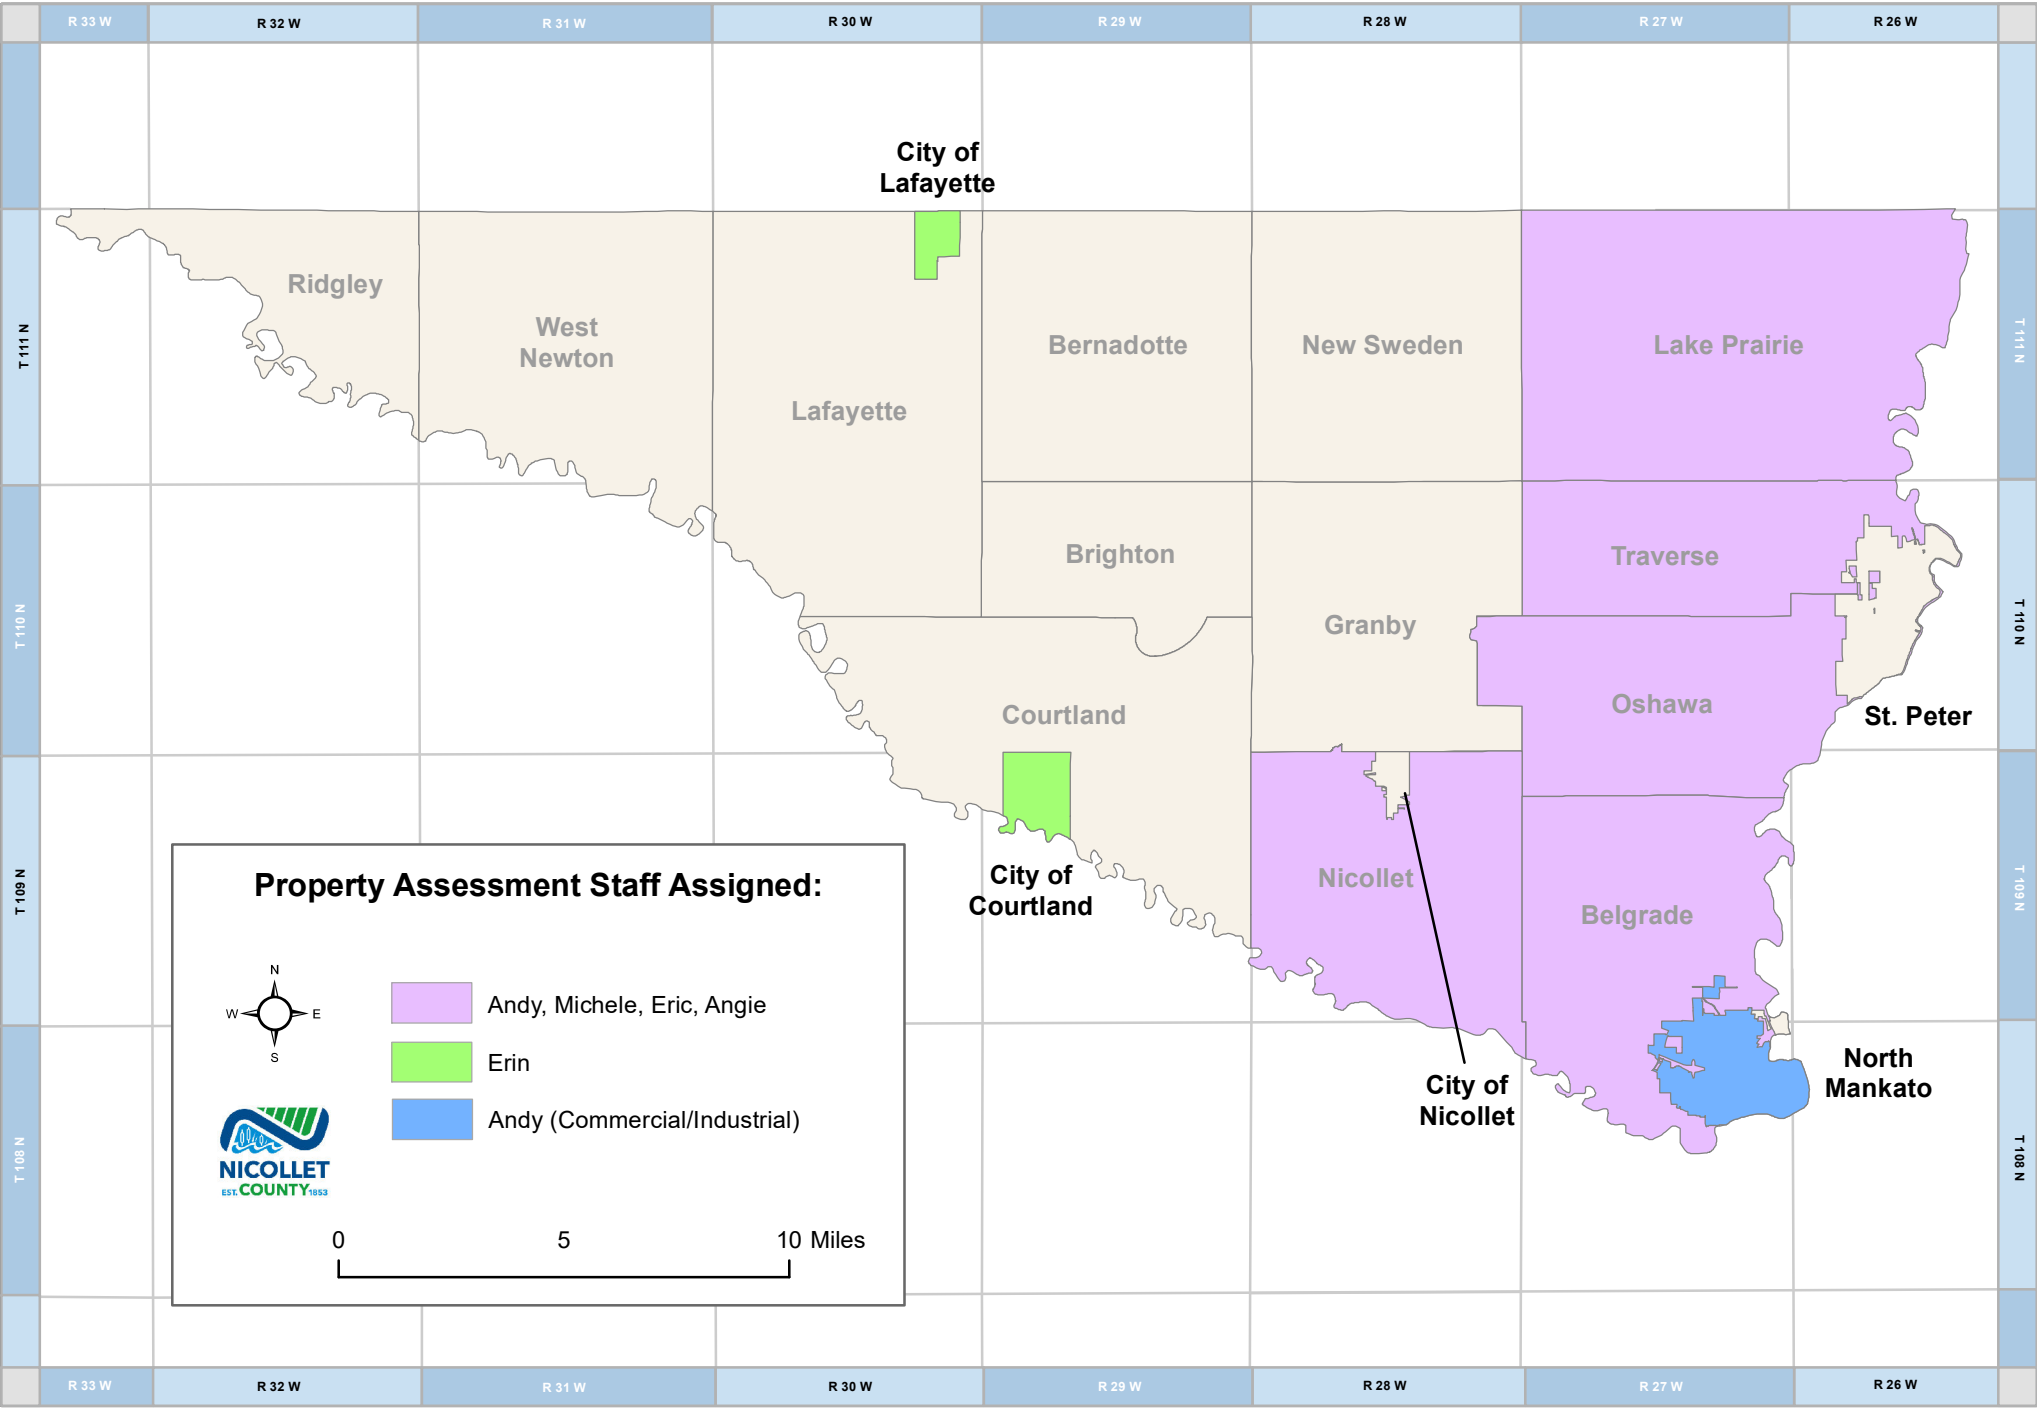 R 33 W
R 32 W
R 31 W
R 30 W
R 29 W
R 28 W
R 27 W
R 26 W
City of
Lafayette
Ridgley
West
Newton
Lafayette
Bernadotte
New Sweden
Lake Prairie
T 111 N
T 111 N
Brighton
Traverse
Granby
T 110 N
T 110 N
Courtland
Oshawa
St. Peter
City of
Courtland
Nicollet
Belgrade
T 109 N
T 109 N
City of
Nicollet
North
Mankato
T 108 N
T 108 N
Property Assessment Staff Assigned:
N
W
E
S
Andy, Michele, Eric, Angie
Erin
Andy (Commercial/Industrial)
NICOLLET
EST. COUNTY 1853
0 5 10 Miles
R 33 W
R 32 W
R 31 W
R 30 W
R 29 W
R 28 W
R 27 W
R 26 W